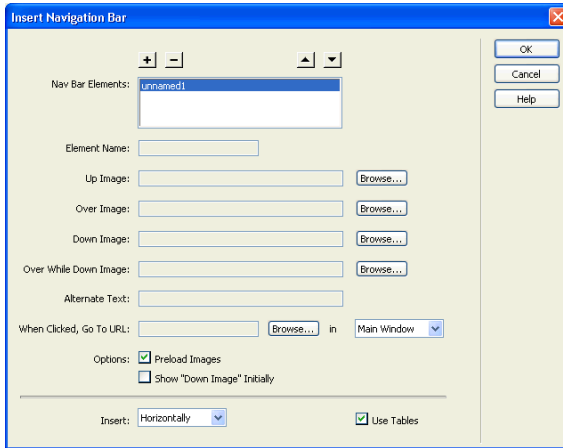 Insert Navigation Bar
OK
Nav Bar Elements: unnamed1
Cancel
Help
Element Name:
Up Image: Browse...
Over Image: Browse...
Down Image: Browse...
Over While Down Image: Browse...
Alternate Text:
When Clicked, Go To URL: Browse... in Main Window
Options: Preload Images
Show "Down Image" Initially
Insert: Horizontally Use Tables